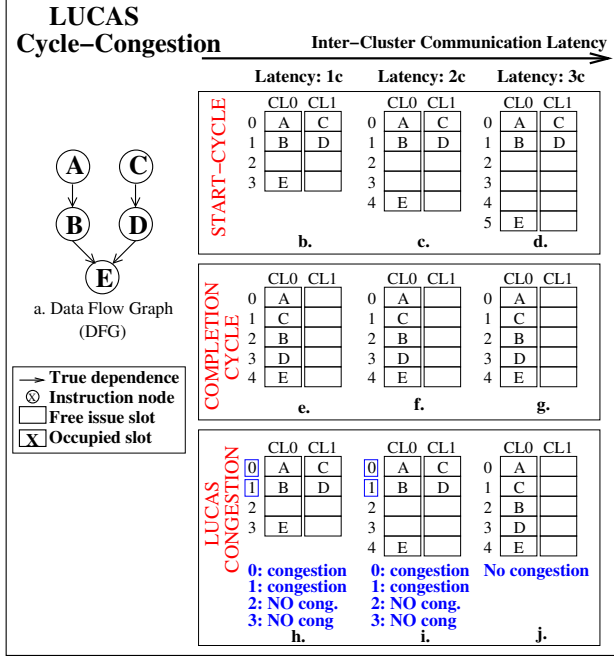 LUCAS
Cycle−Congestion
Inter−Cluster Communication Latency
Latency: 1c Latency: 2c Latency: 3c
START−CYCLE
CL0 CL1 CL0 CL1 CL0 CL1
0 A C 0 A C 0 A C
1 B D 1 B D 1 B D
2 2 2
3 E 3 3
4 E 4
5 E
b. c. d.
A C
B D
E
a. Data Flow Graph
(DFG)
COMPLETION
CYCLE
CL0 CL1 CL0 CL1 CL0 CL1
0 A 0 A 0 A
1 C 1 C 1 C
2 B 2 B 2 B
3 D 3 D 3 D
4 E 4 E 4 E
e. f. g.
True dependence
X Instruction node
Free issue slot
X Occupied slot
LUCAS
CONGESTION
CL0 CL1 CL0 CL1 CL0 CL1
0 A C 0 A C 0 A
1 B D 1 B D 1 C
2 2 2 B
3 E 3 3 D
4 E 4 E
0: congestion 0: congestion No congestion
1: congestion 1: congestion
2: NO cong. 2: NO cong.
3: NO cong 3: NO cong
h. i. j.